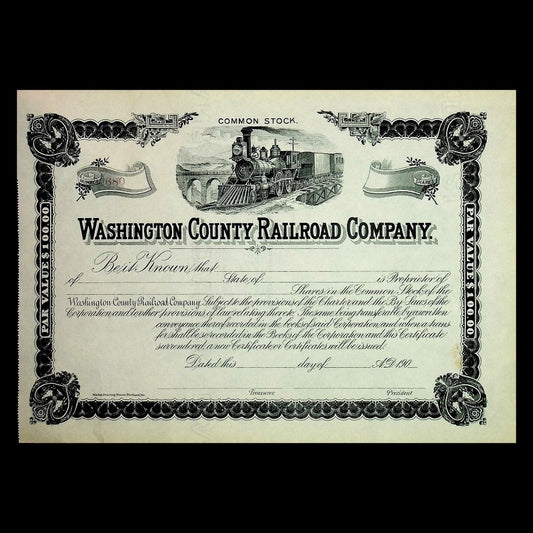 COMMON STOCK.
680
SHARES
WASHINGTON COUNTY RAILROAD COMPANY.
PAR VALUE $100.00
PAR VALUE $100.00
Be it Known, that
of State of is Proprietor of
Shares in the Common Stock of the
Washington County Railroad Company, Subject to the provisions of the Charter and the By Laws of the
Corporation and to other provisions of law relating thereto. The same being transferable by a written
conveyance thereof recorded in the books of said Corporation and when a trans-
fer shall be so recorded in the Books of the Corporation and this Certificate
surrendered a new Certificate or Certificates will be issued.
Dated this day of A.D. 190
Treasurer President